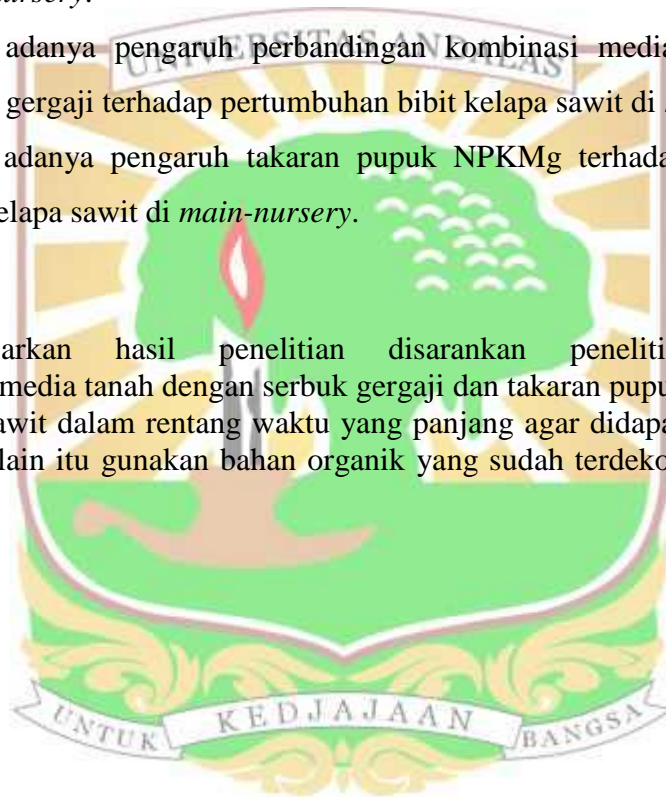 nursery.
adanya pengaruh perbandingan kombinasi media
UNIVERSITAS ANDALAS
gergaji terhadap pertumbuhan bibit kelapa sawit di
adanya pengaruh takaran pupuk NPKMg terhada
elapa sawit di main-nursery.
arkan hasil penelitian disarankan peneliti
media tanah dengan serbuk gergaji dan takaran pupu
awit dalam rentang waktu yang panjang agar didapa
lain itu gunakan bahan organik yang sudah terdeko
UNTUK KEDJAJAAN BANGSA